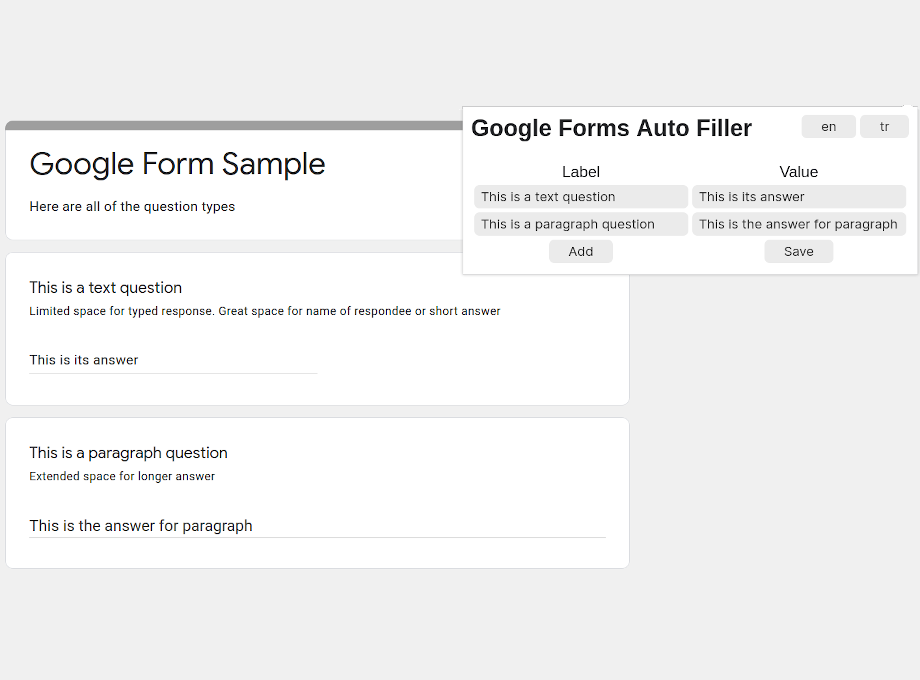 Google Forms Auto Filler
en
tr
Label
Value
This is a text question
This is its answer
This is a paragraph question
This is the answer for paragraph
Add
Save
Google Form Sample
Here are all of the question types
This is a text question
Limited space for typed response. Great space for name of respondee or short answer
This is its answer
This is a paragraph question
Extended space for longer answer
This is the answer for paragraph